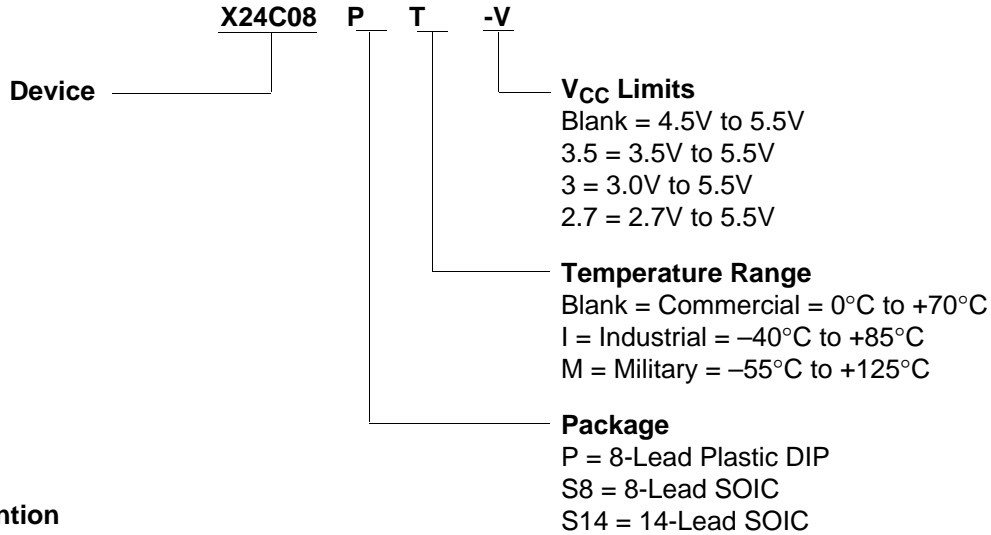 X24C08 P T -V
Device
VCC Limits
Blank = 4.5V to 5.5V
3.5 = 3.5V to 5.5V
3 = 3.0V to 5.5V
2.7 = 2.7V to 5.5V
Temperature Range
Blank = Commercial = 0°C to +70°C
I = Industrial = –40°C to +85°C
M = Military = –55°C to +125°C
Package
P = 8-Lead Plastic DIP
S8 = 8-Lead SOIC
S14 = 14-Lead SOIC